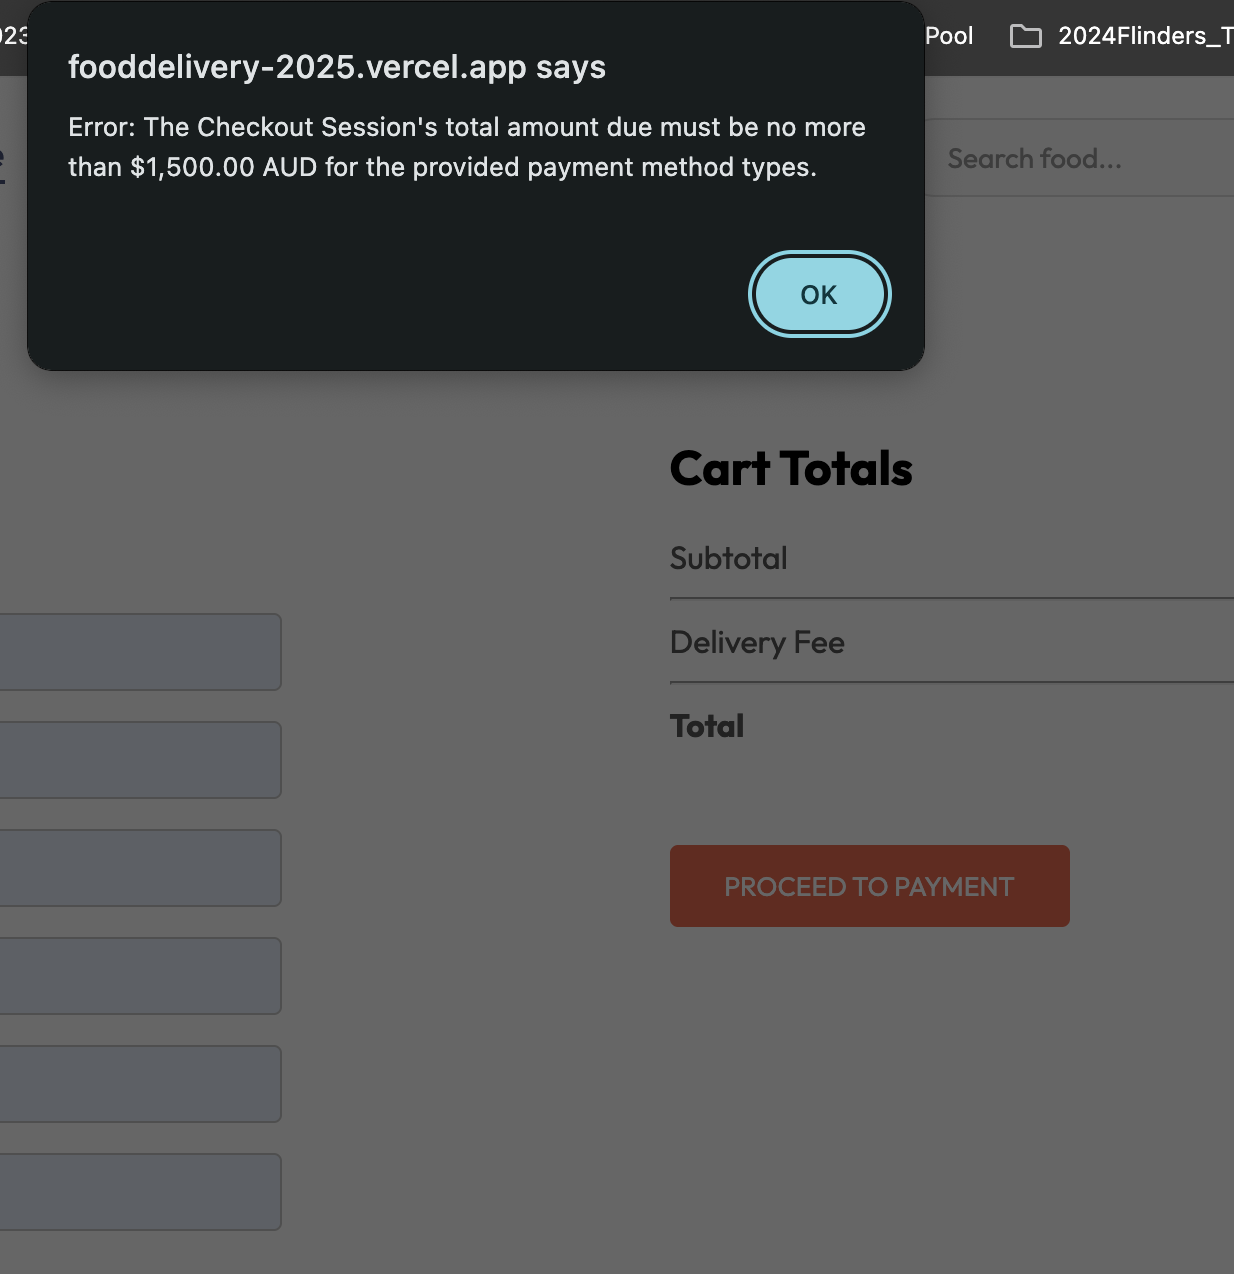 023
Pool
2024Flinders_T
fooddelivery-2025.vercel.app says
Error: The Checkout Session's total amount due must be no more
than $1,500.00 AUD for the provided payment method types.
OK
e
Search food...
Cart Totals
Subtotal
Delivery Fee
Total
PROCEED TO PAYMENT